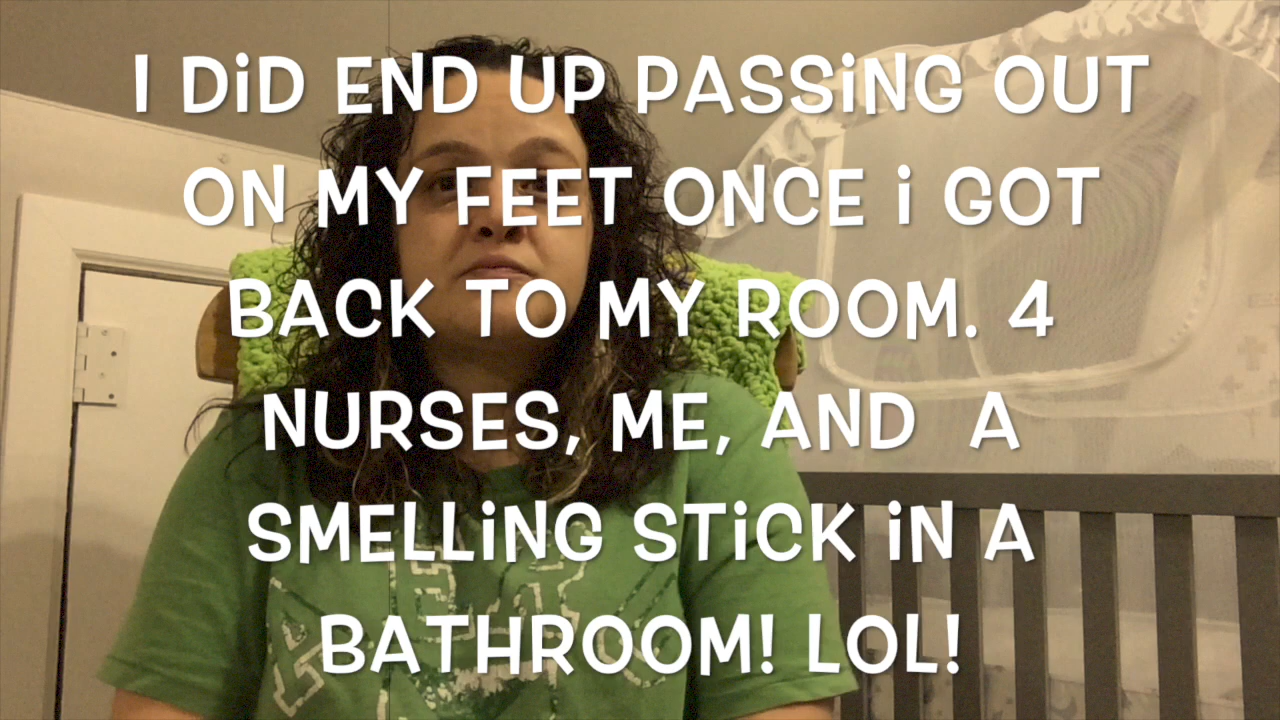 I DiD END UP PASSiNG OUT
ON MY FEET ONCE i GOT
BACK TO MY ROOM. 4
NURSES, ME, AND A
SMELLiNG STiCK iN A
BATHROOM! LOL!